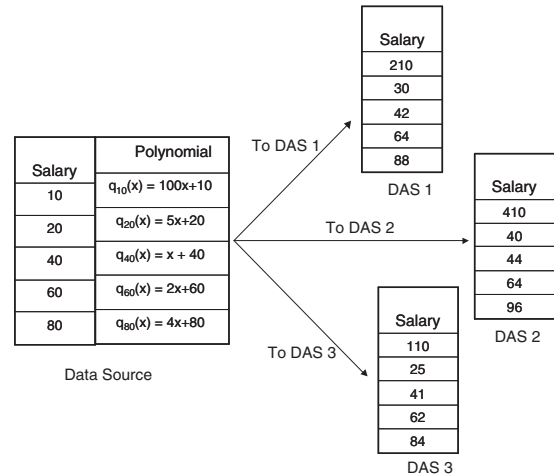 Salary
210
30
42
64
88
DAS 1
Salary
10
20
40
60
80
Polynomial
q10(x) = 100x+10
q20(x) = 5x+20
q40(x) = x + 40
q60(x) = 2x+60
q80(x) = 4x+80
Data Source
To DAS 1
To DAS 2
To DAS 3
Salary
410
40
44
64
96
DAS 2
Salary
110
25
41
62
84
DAS 3